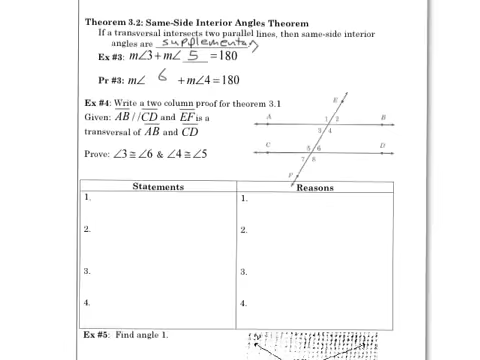 Theorem 3.2: Same-Side Interior Angles Theorem
If a transversal intersects two parallel lines, then same-side interior
angles are supplementary
Ex #3: m∠3 + m∠ 5 = 180
Pr #3: m∠ 6 + m∠4 = 180
Ex #4: Write a two column proof for theorem 3.1
Given: AB // CD and EF is a
transversal of AB and CD
Prove: ∠3 ≅ ∠6 & ∠4 ≅ ∠5
E
A 1 2 B
3 4
C 5 6 D
7 8
F
Statements Reasons
1. 1.
2. 2.
3. 3.
4. 4.
Ex #5: Find angle 1.